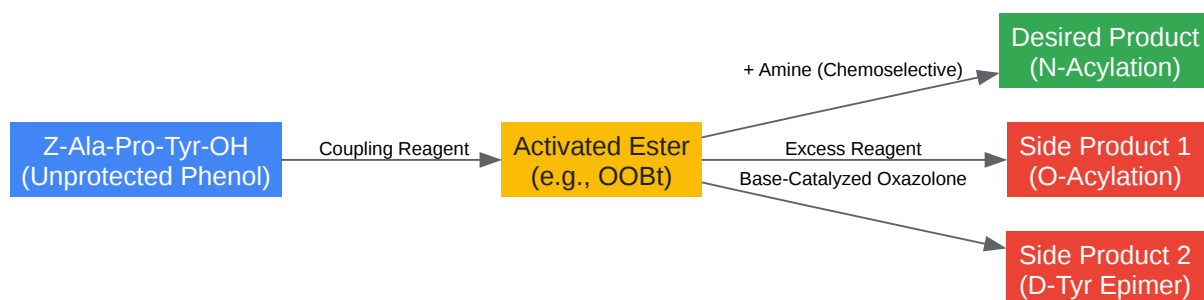 Desired Product
(N-Acylation)
+ Amine (Chemoselective)
Z-Ala-Pro-Tyr-OH
(Unprotected Phenol)
Coupling Reagent
Activated Ester
(e.g., OOBt)
Excess Reagent
Side Product 1
(O-Acylation)
Base-Catalyzed Oxazolone
Side Product 2
(D-Tyr Epimer)